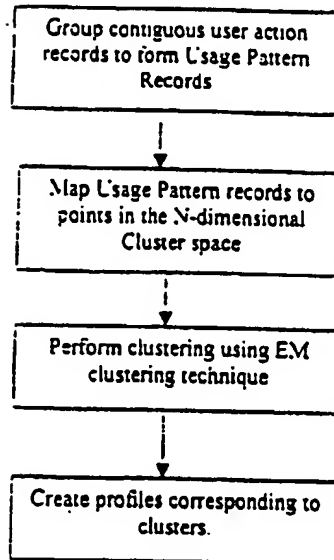 Group contiguous user action
records to form Usage Pattern
Records
Map Usage Pattern records to
points in the N-dimensional
Cluster space
Perform clustering using EM
clustering technique
Create profiles corresponding to
clusters.